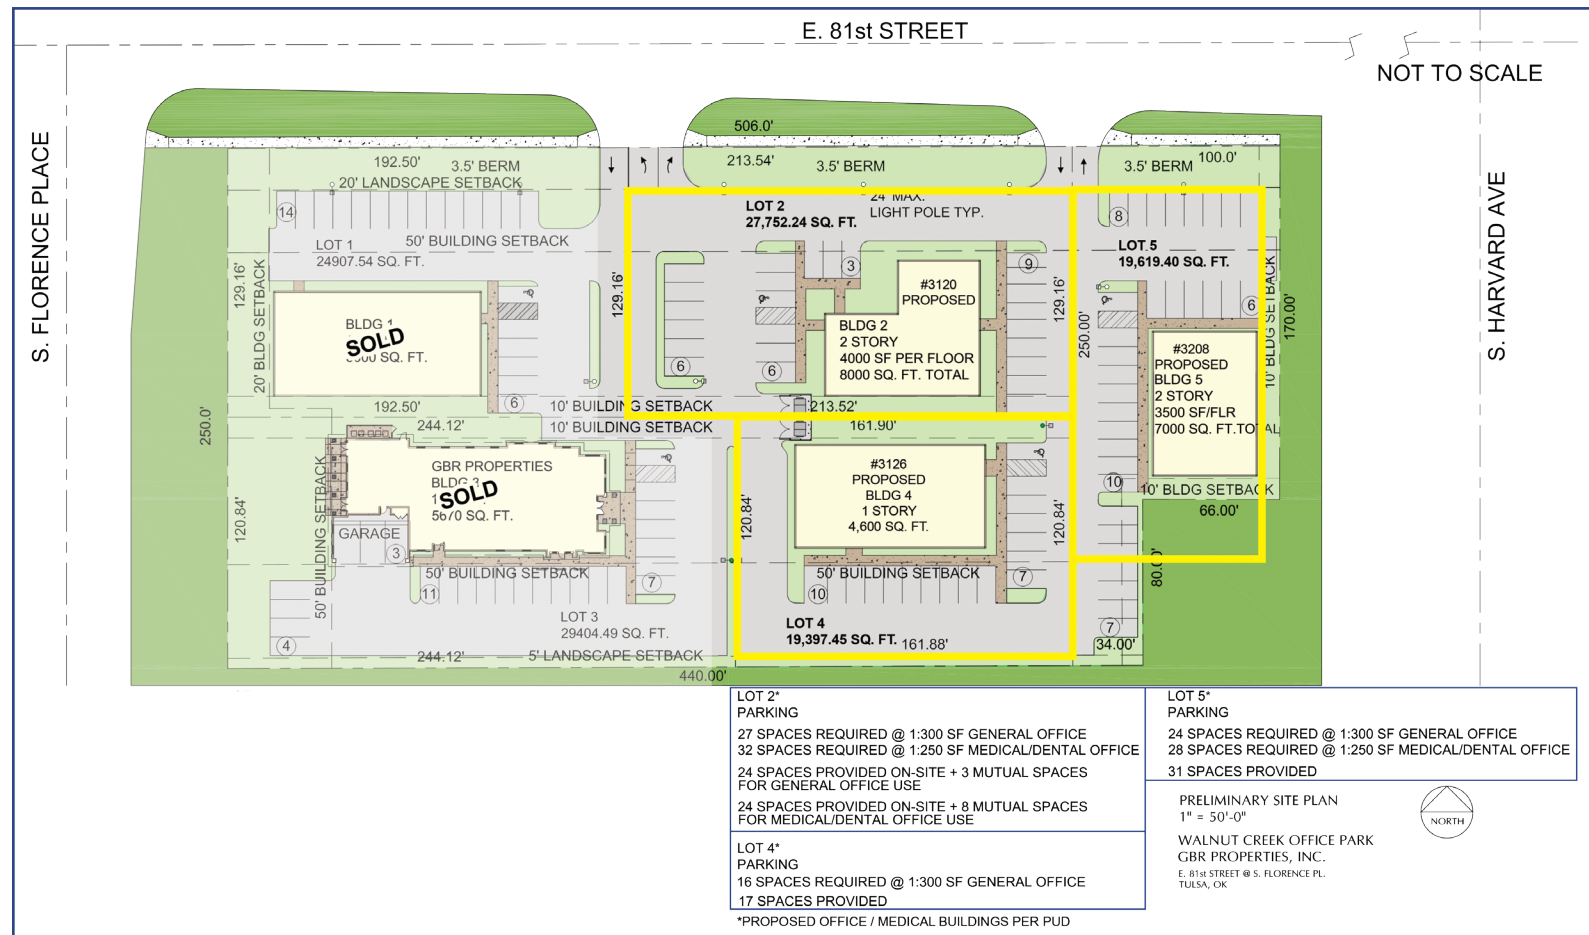 E. 81st STREET
NOT TO SCALE
S. FLORENCE PLACE
S. HARVARD AVE
506.0'
192.50'
3.5' BERM
20' LANDSCAPE SETBACK
213.54'
3.5' BERM
3.5' BERM
100.0'
14
LOT 1
24907.54 SQ. FT.
50' BUILDING SETBACK
LOT 2
27,752.24 SQ. FT.
24' MAX.
LIGHT POLE TYP.
8
LOT 5
19,619.40 SQ. FT.
129.16'
20' BLDG SETBACK
BLDG 1
SOLD
SQ. FT.
6
129.16'
6
6
3
9
#3120
PROPOSED
BLDG 2
2 STORY
4000 SF PER FLOOR
8000 SQ. FT. TOTAL
129.16'
250.00'
6
10' BLDG SETBACK
170.00'
#3208
PROPOSED
BLDG 5
2 STORY
3500 SF/FLR
7000 SQ. FT.TOTAL
192.50'
10' BUILDING SETBACK
213.52'
244.12'
10' BUILDING SETBACK
161.90'
250.0'
120.84'
50' BUILDING SETBACK
GBR PROPERTIES
BLDG 3
SOLD
5670 SQ. FT.
GARAGE
3
120.84'
#3126
PROPOSED
BLDG 4
1 STORY
4,600 SQ. FT.
120.84'
10
10' BLDG SETBACK
66.00'
80.0'
50' BUILDING SETBACK
11
7
50' BUILDING SETBACK
10
7
4
LOT 3
29404.49 SQ. FT.
LOT 4
19,397.45 SQ. FT.
161.88'
7
34.00'
244.12'
5' LANDSCAPE SETBACK
440.00'
LOT 2*
PARKING
27 SPACES REQUIRED @ 1:300 SF GENERAL OFFICE
32 SPACES REQUIRED @ 1:250 SF MEDICAL/DENTAL OFFICE
24 SPACES PROVIDED ON-SITE + 3 MUTUAL SPACES
FOR GENERAL OFFICE USE
24 SPACES PROVIDED ON-SITE + 8 MUTUAL SPACES
FOR MEDICAL/DENTAL OFFICE USE
LOT 4*
PARKING
16 SPACES REQUIRED @ 1:300 SF GENERAL OFFICE
17 SPACES PROVIDED
*PROPOSED OFFICE / MEDICAL BUILDINGS PER PUD
LOT 5*
PARKING
24 SPACES REQUIRED @ 1:300 SF GENERAL OFFICE
28 SPACES REQUIRED @ 1:250 SF MEDICAL/DENTAL OFFICE
31 SPACES PROVIDED
PRELIMINARY SITE PLAN
1" = 50'-0"
WALNUT CREEK OFFICE PARK
GBR PROPERTIES, INC.
E. 81st STREET @ S. FLORENCE PL.
TULSA, OK
NORTH